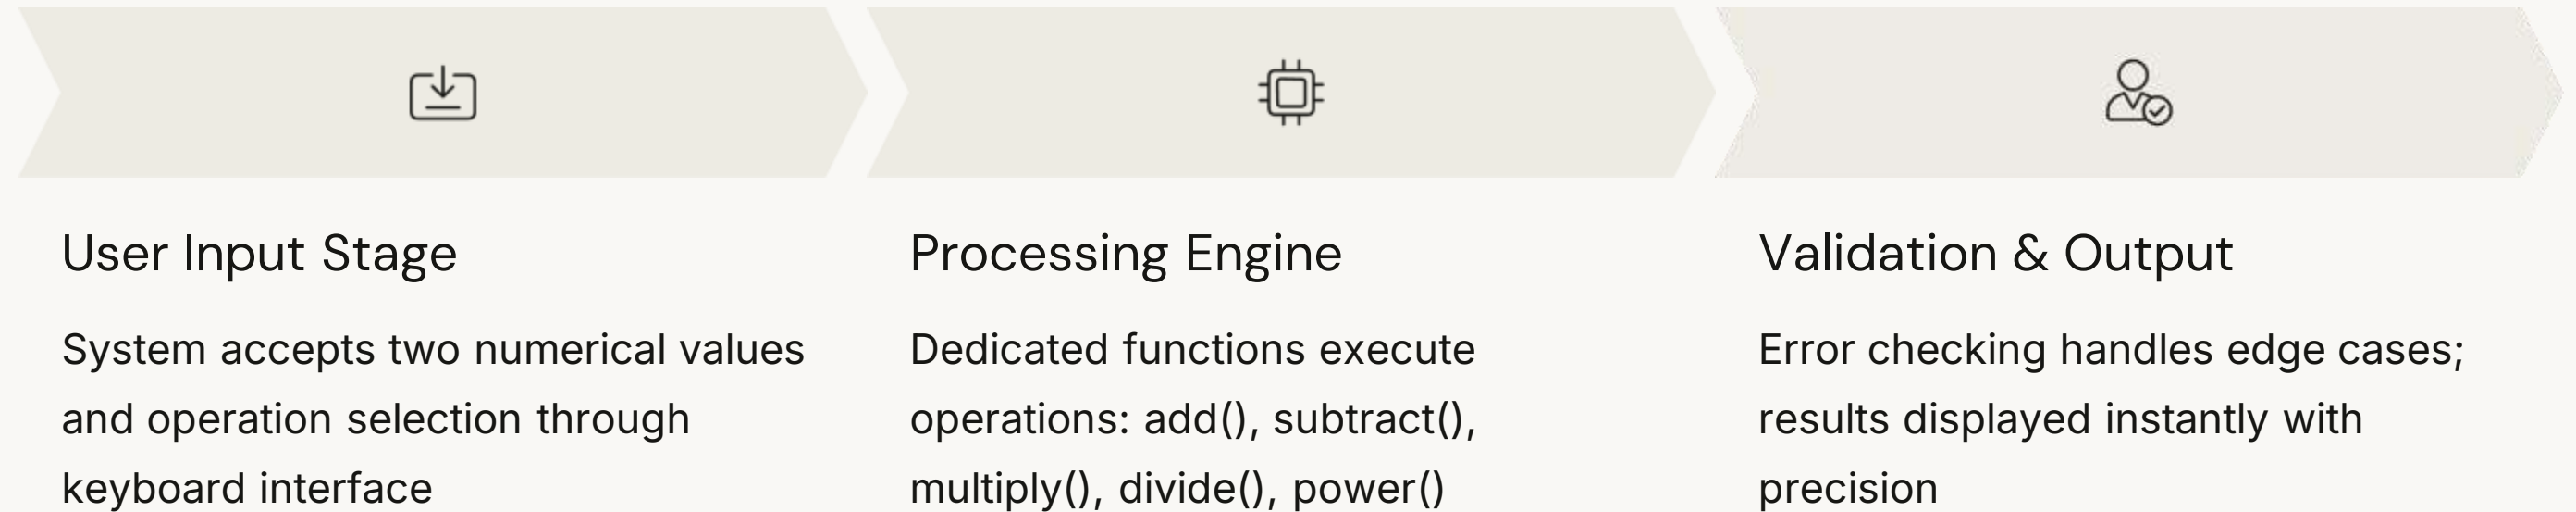 User Input Stage
System accepts two numerical values
and operation selection through
keyboard interface
Processing Engine
Dedicated functions execute
operations: add(), subtract(),
multiply(), divide(), power()
Validation & Output
Error checking handles edge cases;
results displayed instantly with
precision